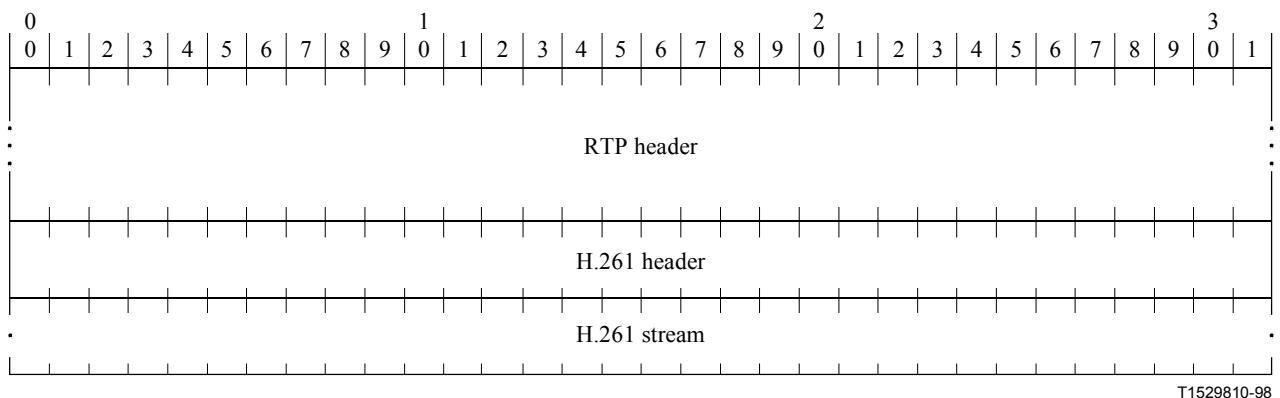 0 1 2 3
0 1 2 3 4 5 6 7 8 9 0 1 2 3 4 5 6 7 8 9 0 1 2 3 4 5 6 7 8 9 0 1
RTP header
H.261 header
H.261 stream
T1529810-98